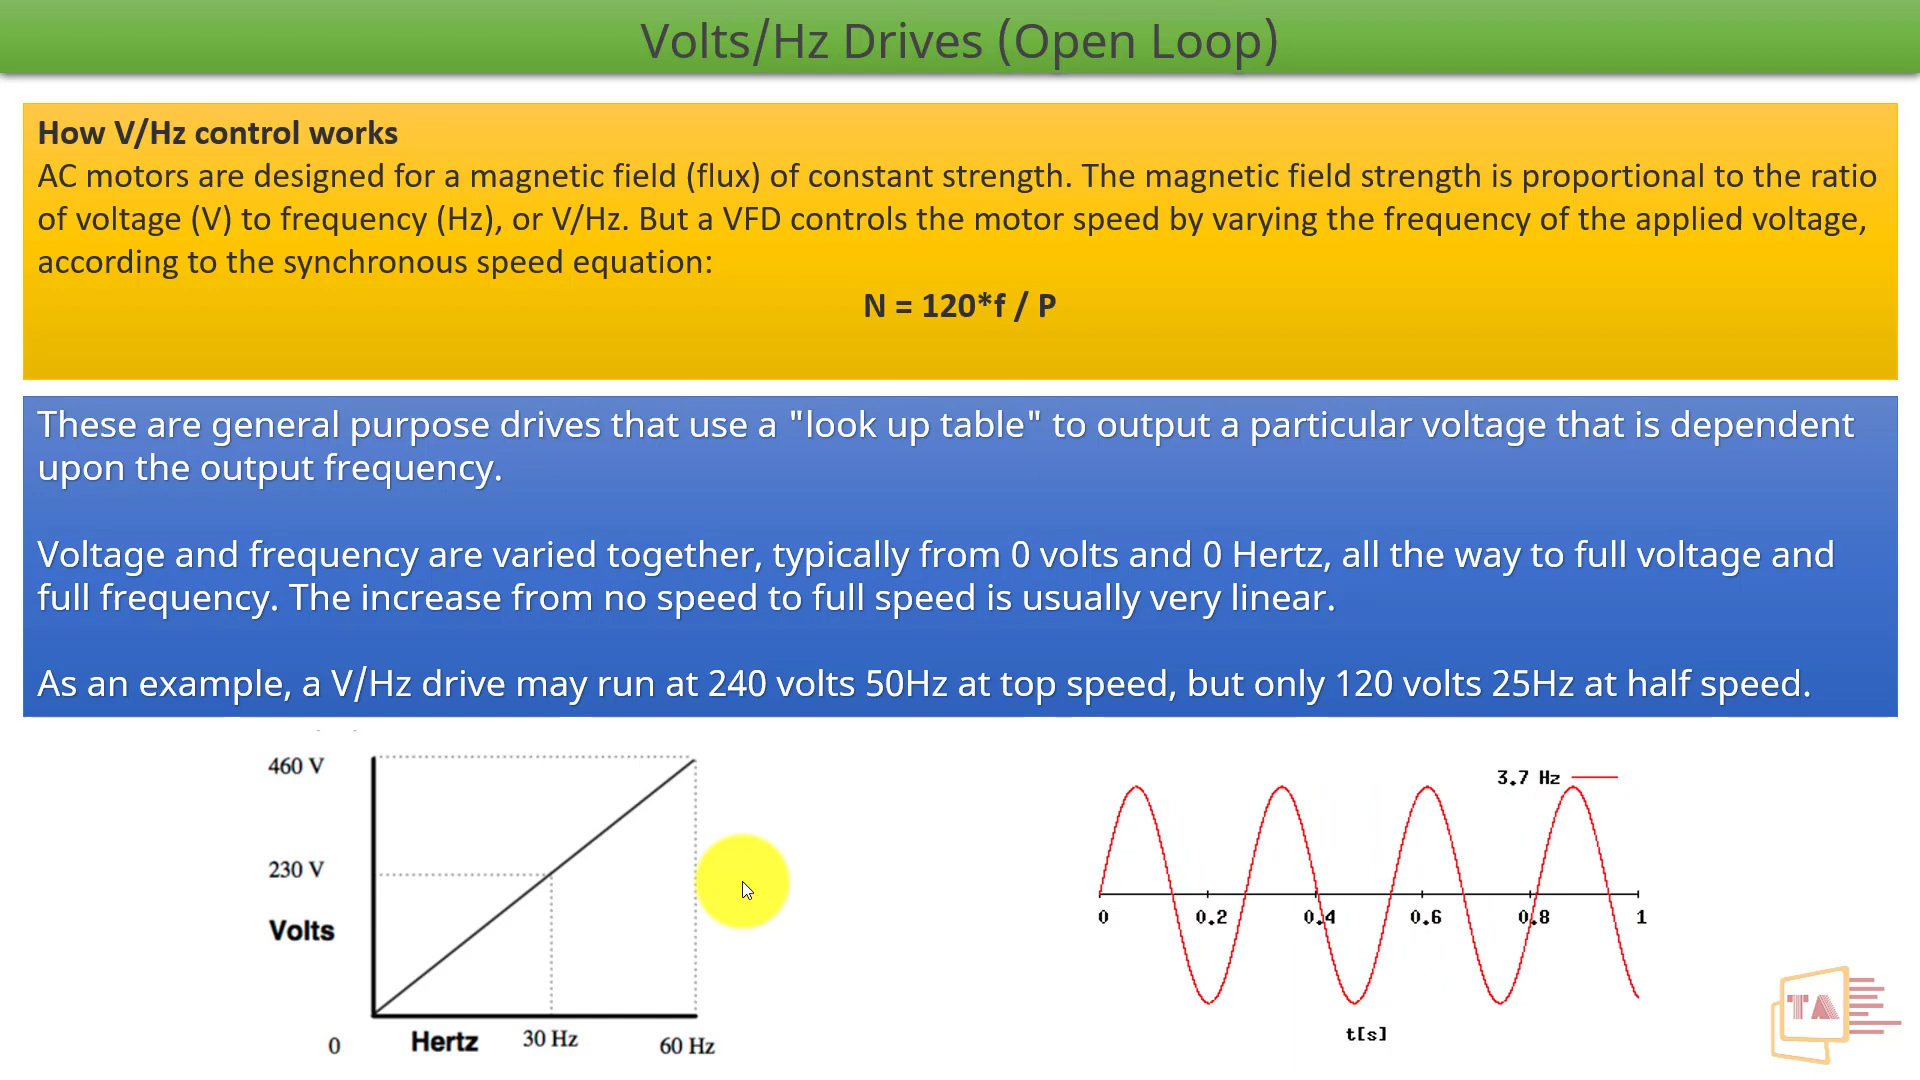 Volts/Hz Drives (Open Loop)
How V/Hz control works
AC motors are designed for a magnetic field (flux) of constant strength. The magnetic field strength is proportional to the ratio
of voltage (V) to frequency (Hz), or V/Hz. But a VFD controls the motor speed by varying the frequency of the applied voltage,
according to the synchronous speed equation:
N = 120*f / P
These are general purpose drives that use a "look up table" to output a particular voltage that is dependent
upon the output frequency.
Voltage and frequency are varied together, typically from 0 volts and 0 Hertz, all the way to full voltage and
full frequency. The increase from no speed to full speed is usually very linear.
As an example, a V/Hz drive may run at 240 volts 50Hz at top speed, but only 120 volts 25Hz at half speed.
460 V
230 V
Volts
0
Hertz
30 Hz
60 Hz
3.7 Hz
0 0.2 0.4 0.6 0.8 1
t[s]
TA